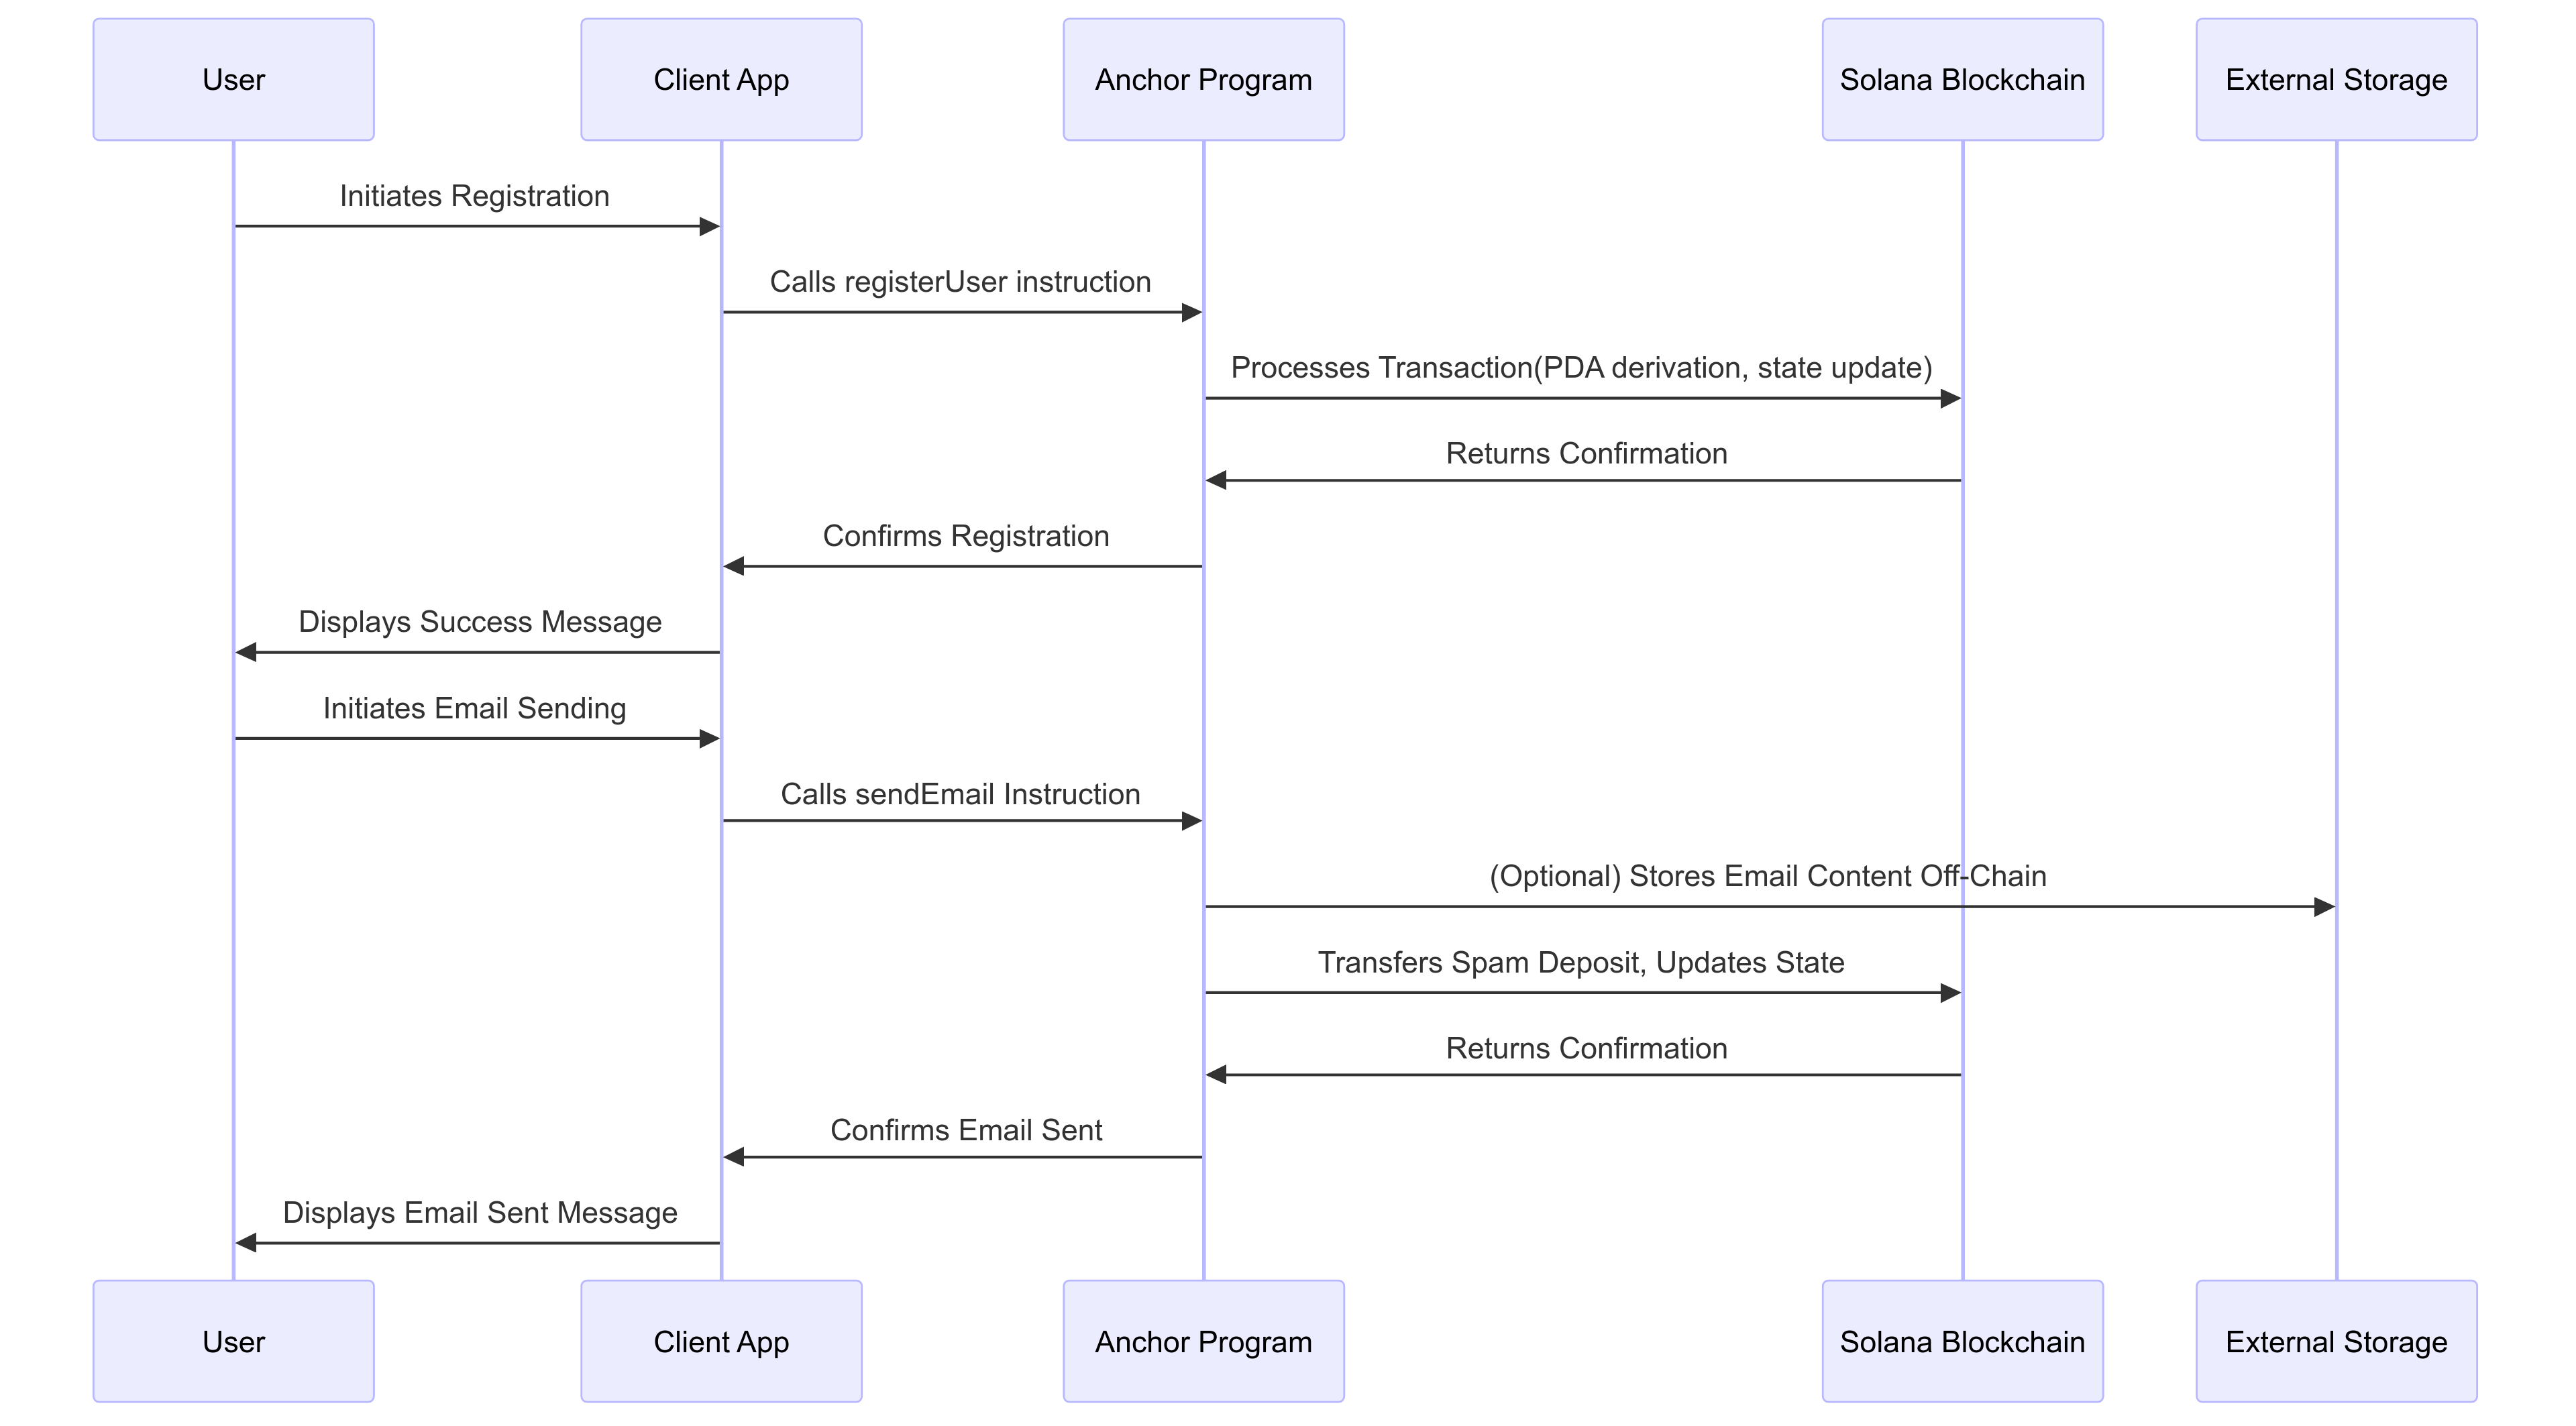 User
Client App
Anchor Program
Solana Blockchain
External Storage
Initiates Registration
Calls registerUser instruction
Processes Transaction(PDA derivation, state update)
Returns Confirmation
Confirms Registration
Displays Success Message
Initiates Email Sending
Calls sendEmail Instruction
(Optional) Stores Email Content Off-Chain
Transfers Spam Deposit, Updates State
Returns Confirmation
Confirms Email Sent
Displays Email Sent Message
User
Client App
Anchor Program
Solana Blockchain
External Storage